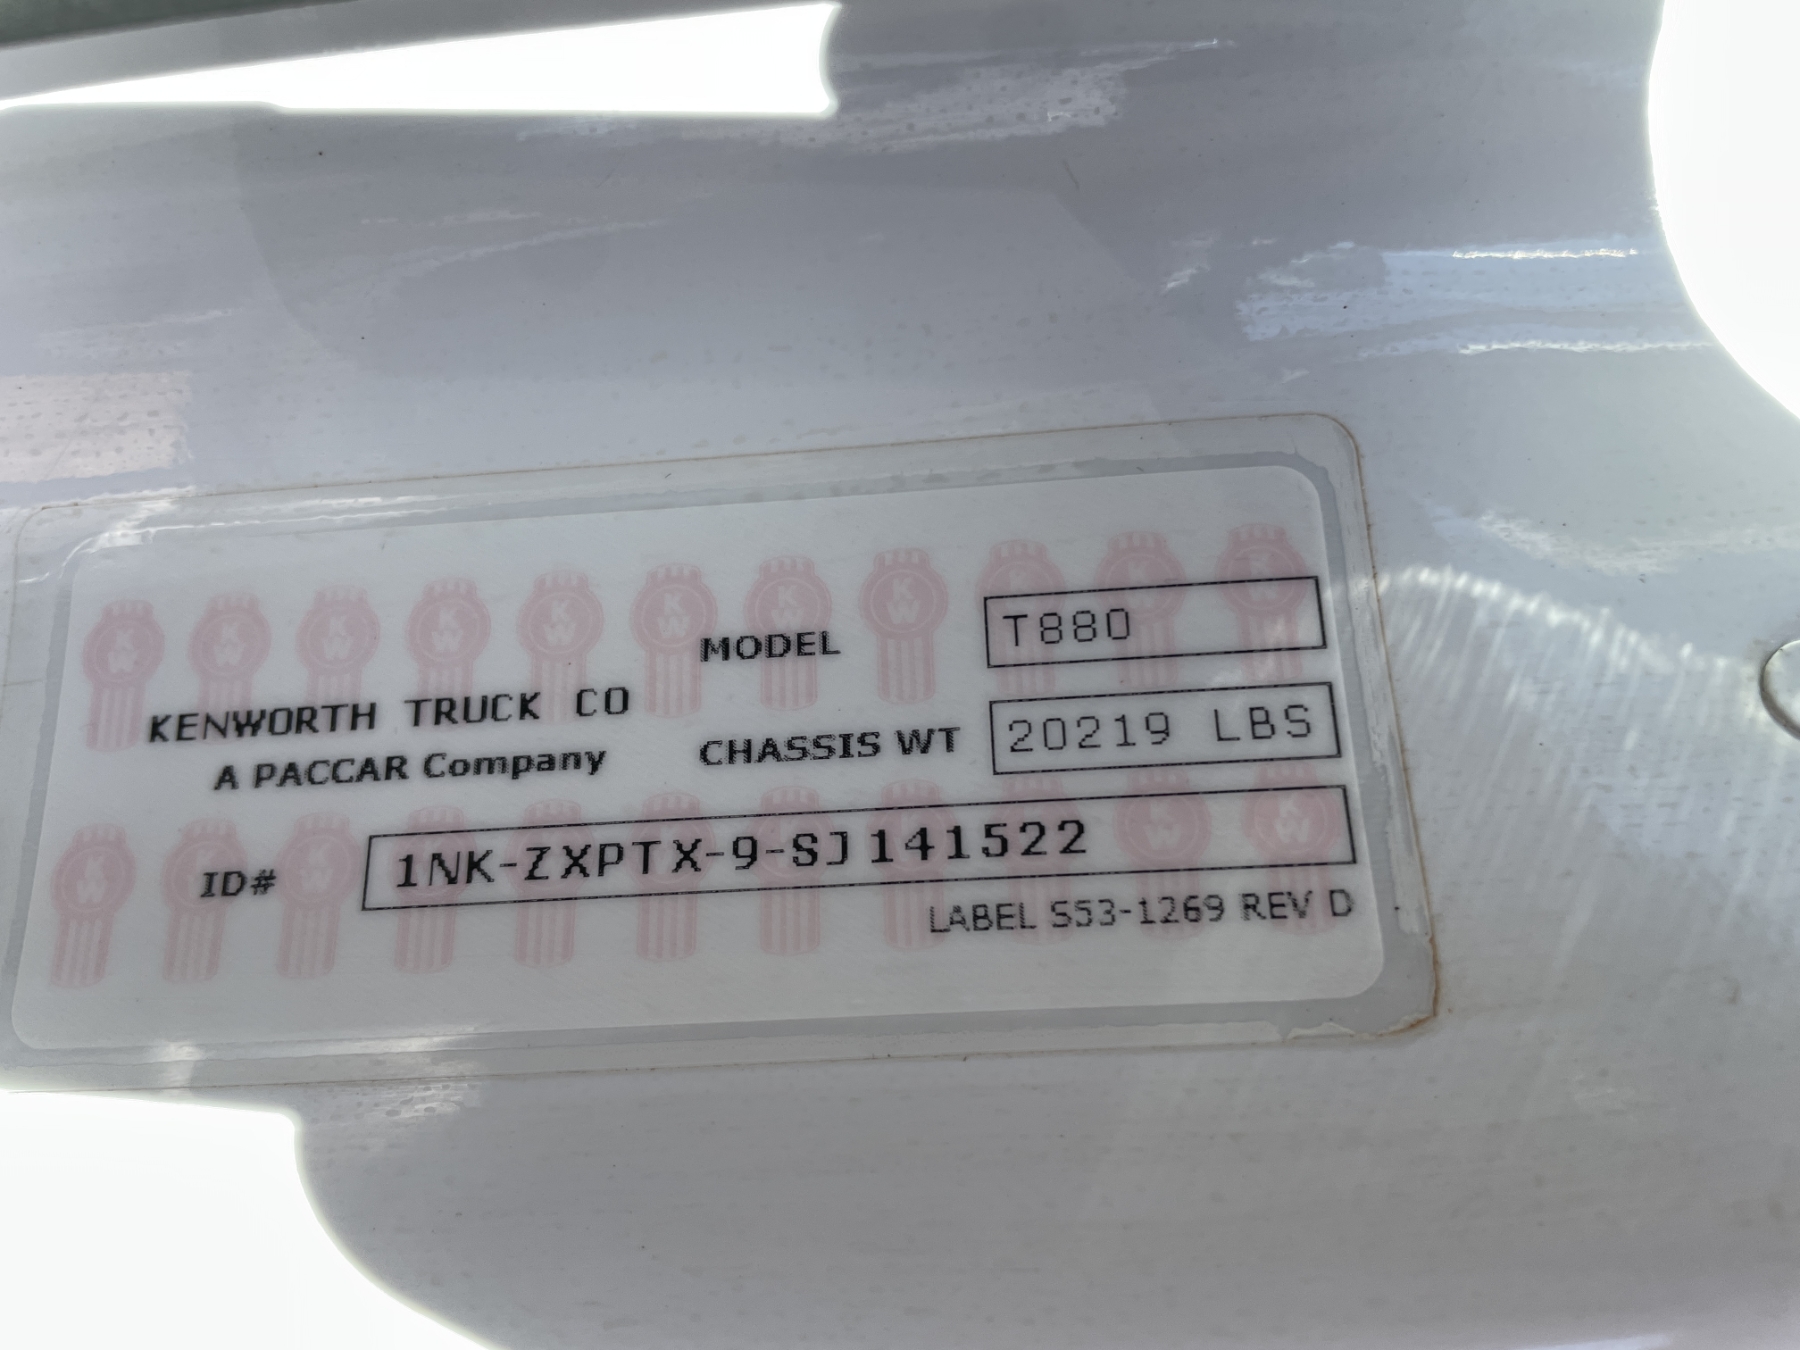 MODEL T880
KENWORTH TRUCK CO
A PACCAR Company
CHASSIS WT 20219 LBS
ID# 1NK-ZXPTX-9-SJ141522
LABEL S53-1269 REV D